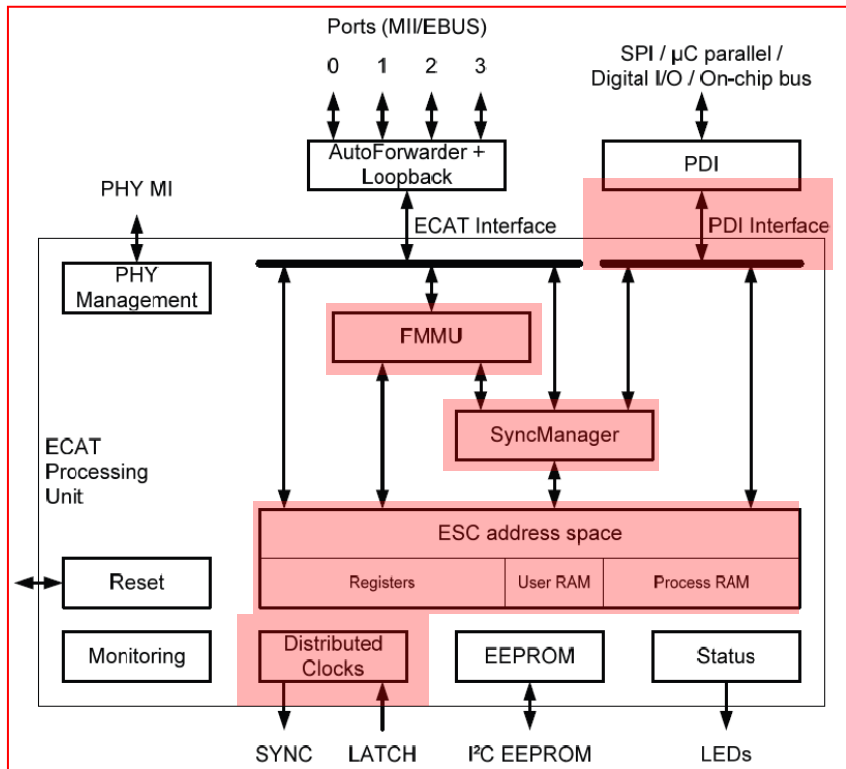 Ports (MII/EBUS)
0 1 2 3
SPI / µC parallel /
Digital I/O / On-chip bus
AutoForwarder +
Loopback
PDI
PHY MI
ECAT Interface
PDI Interface
PHY
Management
FMMU
SyncManager
ECAT
Processing
Unit
ESC address space
Registers
User RAM
Process RAM
Reset
Monitoring
Distributed
Clocks
EEPROM
Status
SYNC
LATCH
I²C EEPROM
LEDs